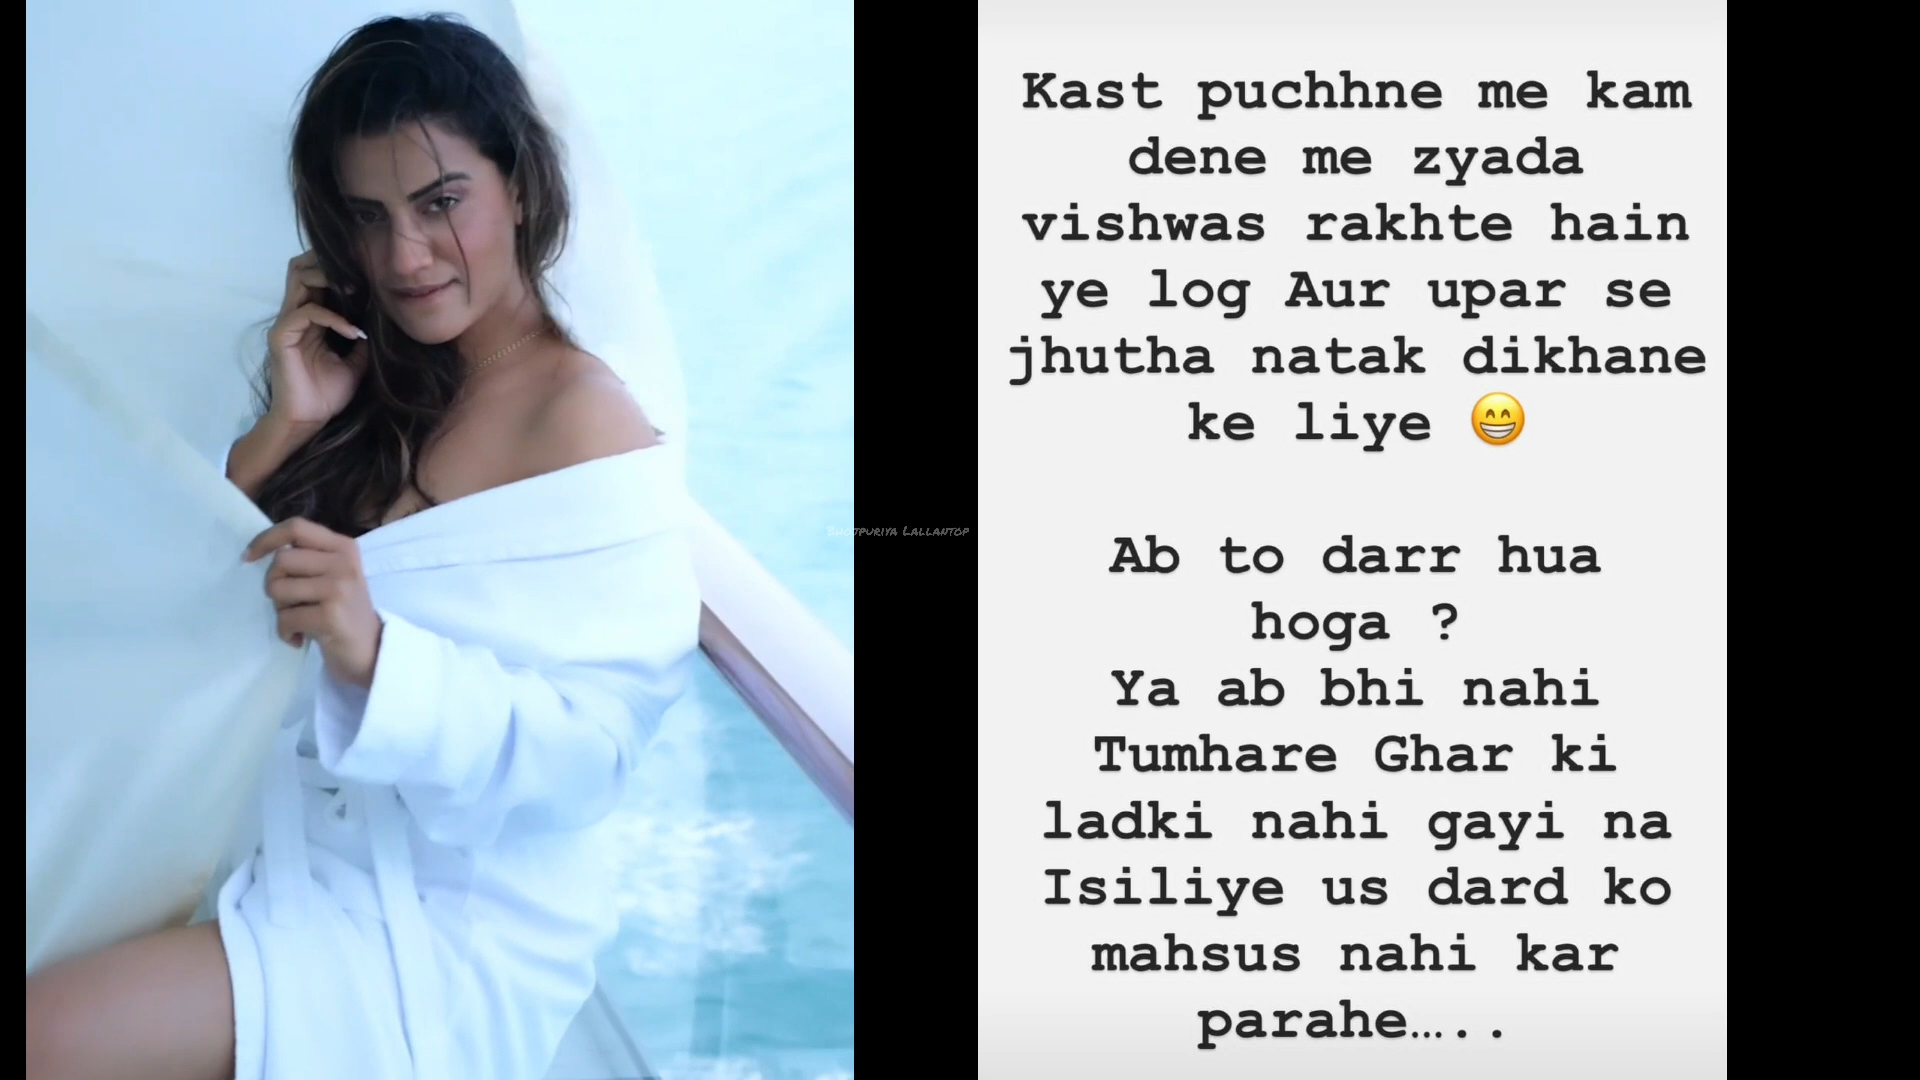 Kast puchhne me kam
dene me zyada
vishwas rakhte hain
ye log Aur upar se
jhutha natak dikhane
ke liye 😁
Ab to darr hua
hoga ?
Ya ab bhi nahi
Tumhare Ghar ki
ladki nahi gayi na
Isiliye us dard ko
mahsus nahi kar
parahe.....
Bhojpuriya Lallantop